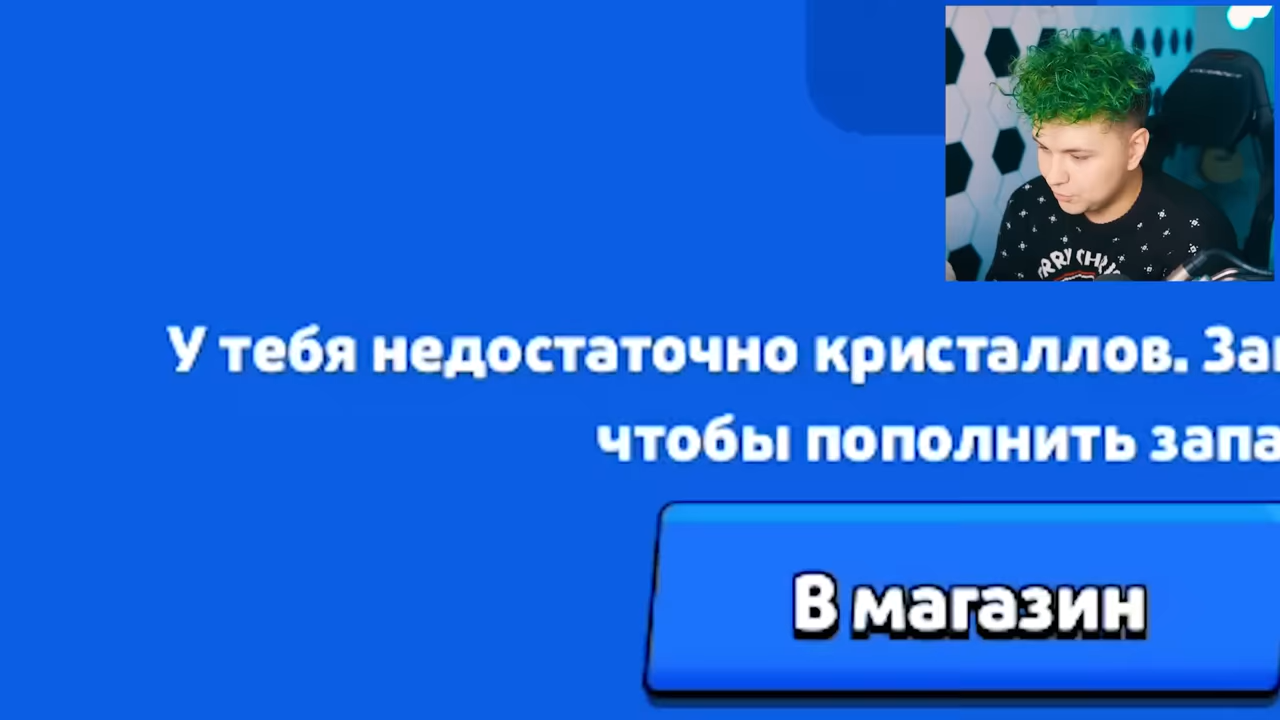 У тебя недостаточно кристаллов.
чтобы пополнить
В магазин